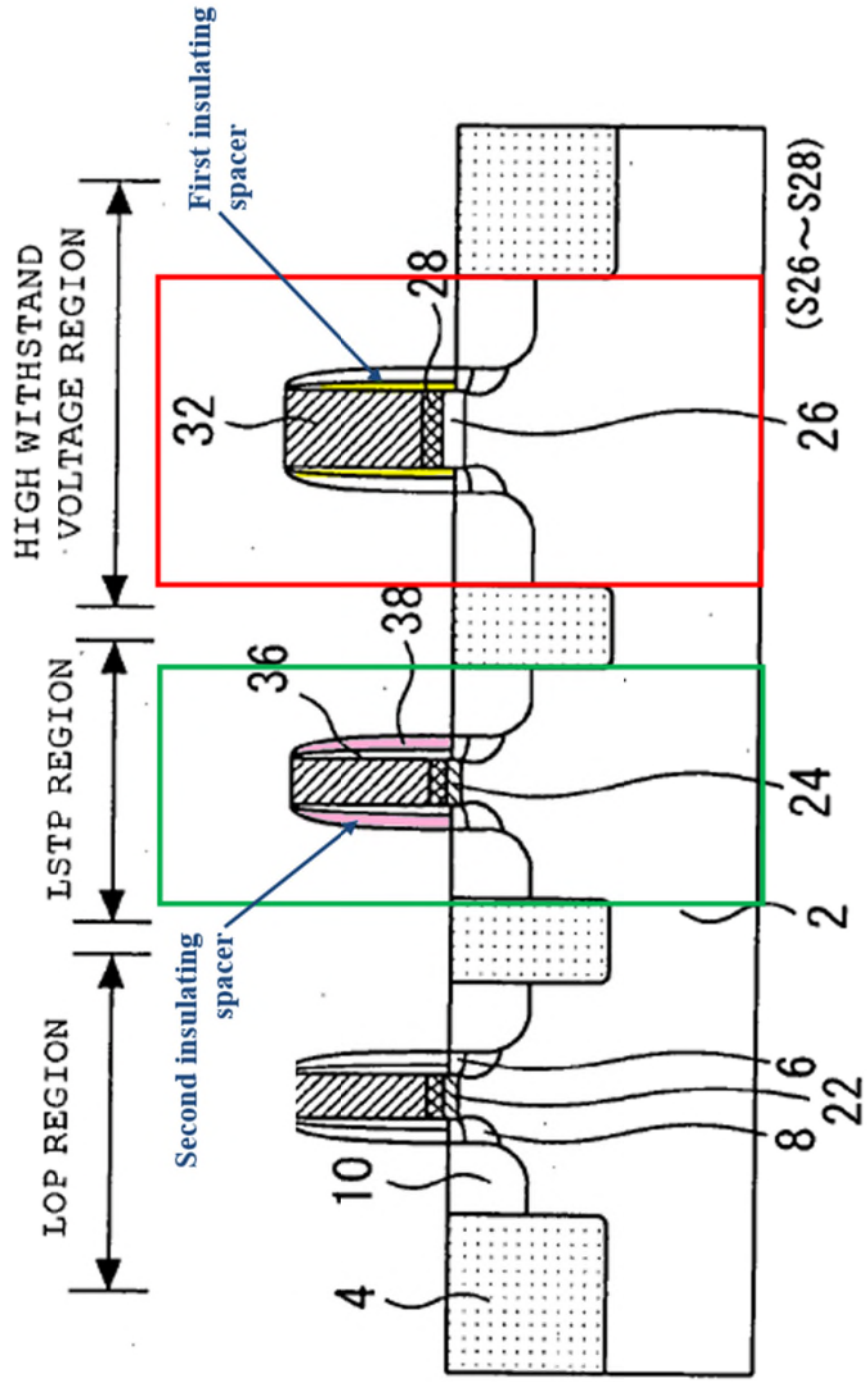 LOP REGION
LSTP REGION
HIGH WITHSTAND
VOLTAGE REGION
Second insulating
spacer
First insulating
spacer
36
38
32
28
10
4
8
22
6
2
24
26
(S26~S28)